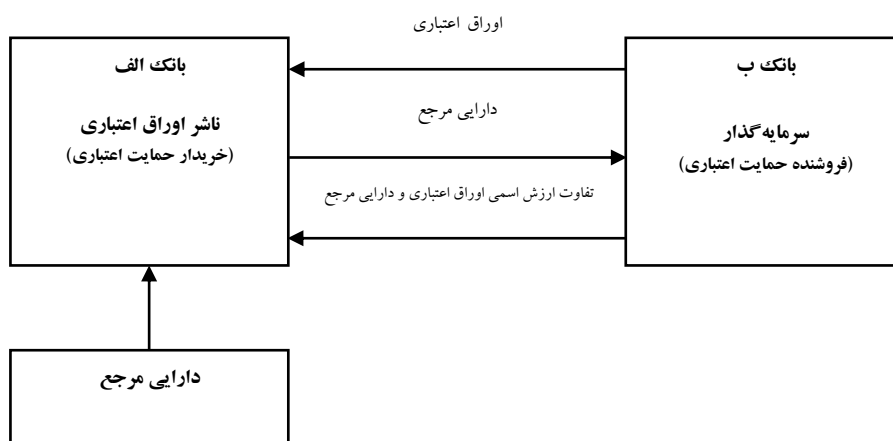 اوراق اعتباری
بانک الف
ناشر اوراق اعتباری
(خریدار حمایت اعتباری)
بانک ب
سرمایه‌گذار
(فروشنده حمایت اعتباری)
دارایی مرجع
تفاوت ارزش اسمی اوراق اعتباری و دارایی مرجع
دارایی مرجع